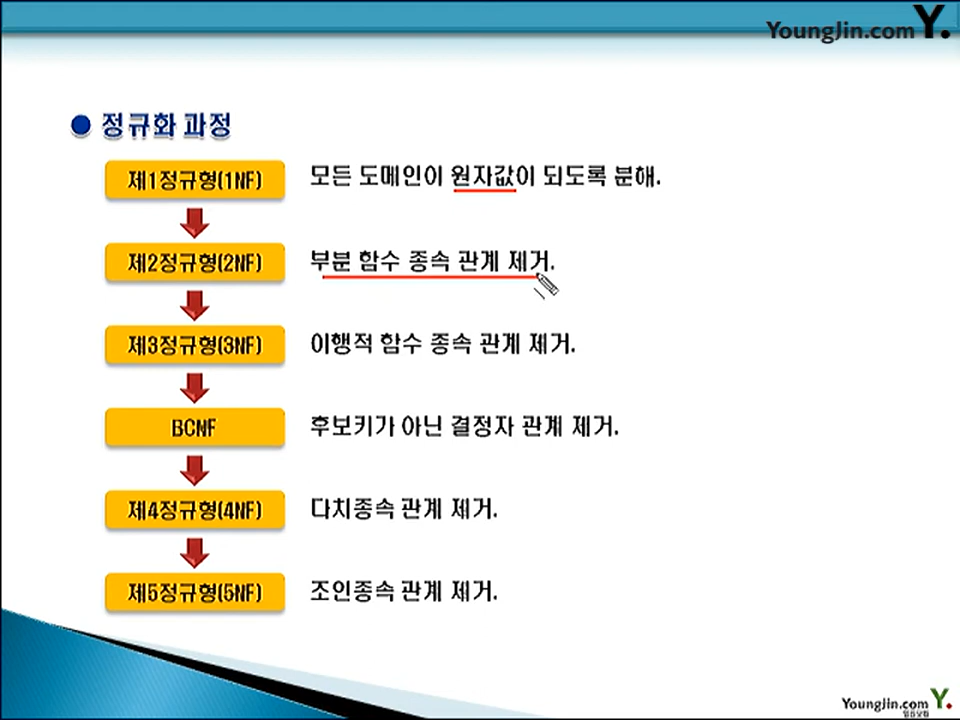 YoungJin.com Y.
정규화 과정
제1정규형(1NF) 모든 도메인이 원자값이 되도록 분해.
제2정규형(2NF) 부분 함수 종속 관계 제거.
제3정규형(3NF) 이행적 함수 종속 관계 제거.
BCNF 후보키가 아닌 결정자 관계 제거.
제4정규형(4NF) 다치종속 관계 제거.
제5정규형(5NF) 조인종속 관계 제거.
YoungJin.com Y.